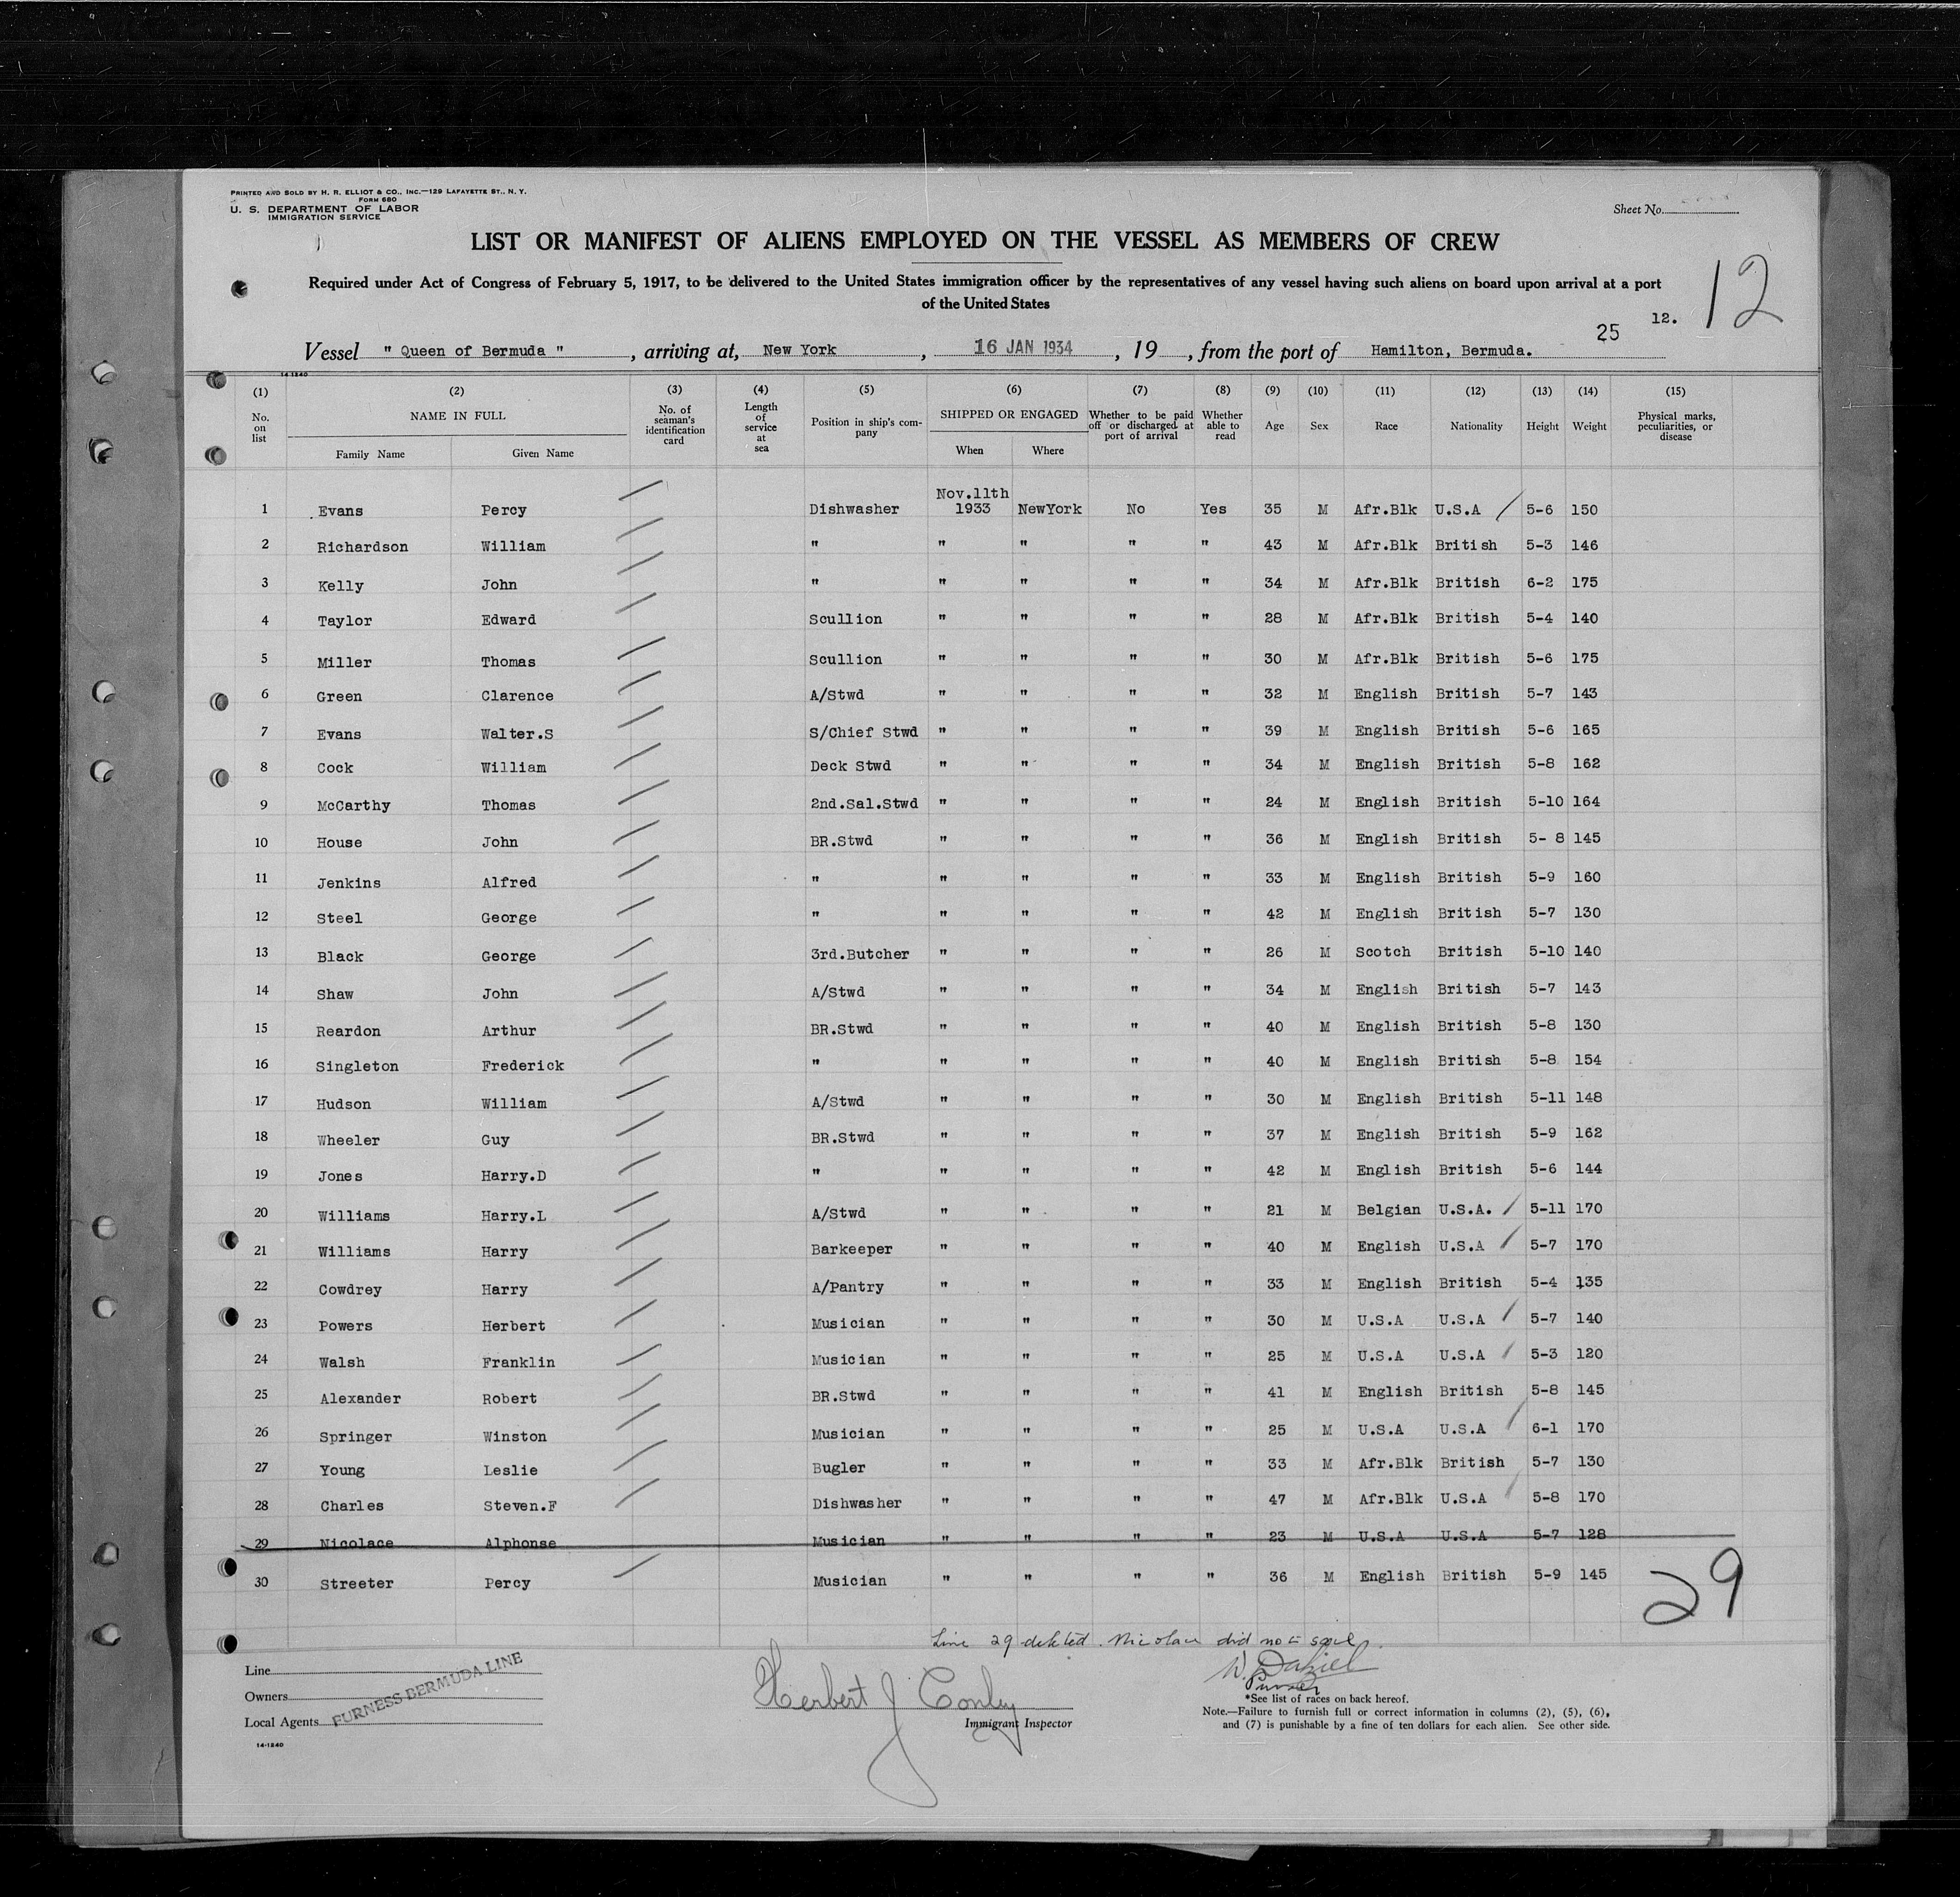 PRINTED AND SOLD BY H. R. ELLIOT & CO., INC.—129 LAFAYETTE ST., N. Y.
FORM 680
U. S. DEPARTMENT OF LABOR
IMMIGRATION SERVICE
Sheet No.
LIST OR MANIFEST OF ALIENS EMPLOYED ON THE VESSEL AS MEMBERS OF CREW
Required under Act of Congress of February 5, 1917, to be delivered to the United States immigration officer by the representatives of any vessel having such aliens on board upon arrival at a port
of the United States
12
12.
25
Vessel " Queen of Bermuda " , arriving at, New York , 16 JAN 1934 , 19 , from the port of Hamilton, Bermuda.
14-1240
(1) (2) (3) (4) (5) (6) (7) (8) (9) (10) (11) (12) (13) (14) (15)
No. on list NAME IN FULL No. of seaman's identification card Length of service at sea Position in ship's company SHIPPED OR ENGAGED Whether to be paid off or discharged at port of arrival Whether able to read Age Sex Race Nationality Height Weight Physical marks, peculiarities, or disease
Family Name Given Name When Where
1 Evans Percy Dishwasher Nov.11th 1933 NewYork No Yes 35 M Afr.Blk U.S.A 5-6 150
2 Richardson William " " " " " 43 M Afr.Blk British 5-3 146
3 Kelly John " " " " " 34 M Afr.Blk British 6-2 175
4 Taylor Edward Scullion " " " " 28 M Afr.Blk British 5-4 140
5 Miller Thomas Scullion " " " " 30 M Afr.Blk British 5-6 175
6 Green Clarence A/Stwd " " " " 32 M English British 5-7 143
7 Evans Walter.S S/Chief Stwd " " " " 39 M English British 5-6 165
8 Cock William Deck Stwd " " " " 34 M English British 5-8 162
9 McCarthy Thomas 2nd.Sal.Stwd " " " " 24 M English British 5-10 164
10 House John BR.Stwd " " " " 36 M English British 5- 8 145
11 Jenkins Alfred " " " " " 33 M English British 5-9 160
12 Steel George " " " " " 42 M English British 5-7 130
13 Black George 3rd.Butcher " " " " 26 M Scotch British 5-10 140
14 Shaw John A/Stwd " " " " 34 M English British 5-7 143
15 Reardon Arthur BR.Stwd " " " " 40 M English British 5-8 130
16 Singleton Frederick " " " " " 40 M English British 5-8 154
17 Hudson William A/Stwd " " " " 30 M English British 5-11 148
18 Wheeler Guy BR.Stwd " " " " 37 M English British 5-9 162
19 Jones Harry.D " " " " " 42 M English British 5-6 144
20 Williams Harry.L A/Stwd " " " " 21 M Belgian U.S.A. 5-11 170
21 Williams Harry Barkeeper " " " " 40 M English U.S.A 5-7 170
22 Cowdrey Harry A/Pantry " " " " 33 M English British 5-4 135
23 Powers Herbert Musician " " " " 30 M U.S.A U.S.A 5-7 140
24 Walsh Franklin Musician " " " " 25 M U.S.A U.S.A 5-3 120
25 Alexander Robert BR.Stwd " " " " 41 M English British 5-8 145
26 Springer Winston Musician " " " " 25 M U.S.A U.S.A 6-1 170
27 Young Leslie Bugler " " " " 33 M Afr.Blk British 5-7 130
28 Charles Steven.F Dishwasher " " " " 47 M Afr.Blk U.S.A 5-8 170
29 Nicolace Alphonse Musician " " " " 23 M U.S.A U.S.A 5-7 128
30 Streeter Percy Musician " " " " 36 M English British 5-9 145
29
Line 29 deleted. Nicolace did not sail.
W. Daziel
Purser
Line
Owners
Local Agents
FURNESS BERMUDA LINE
14-1240
Herbert J Conley
Immigrant Inspector
*See list of races on back hereof.
Note.—Failure to furnish full or correct information in columns (2), (5), (6),
and (7) is punishable by a fine of ten dollars for each alien. See other side.